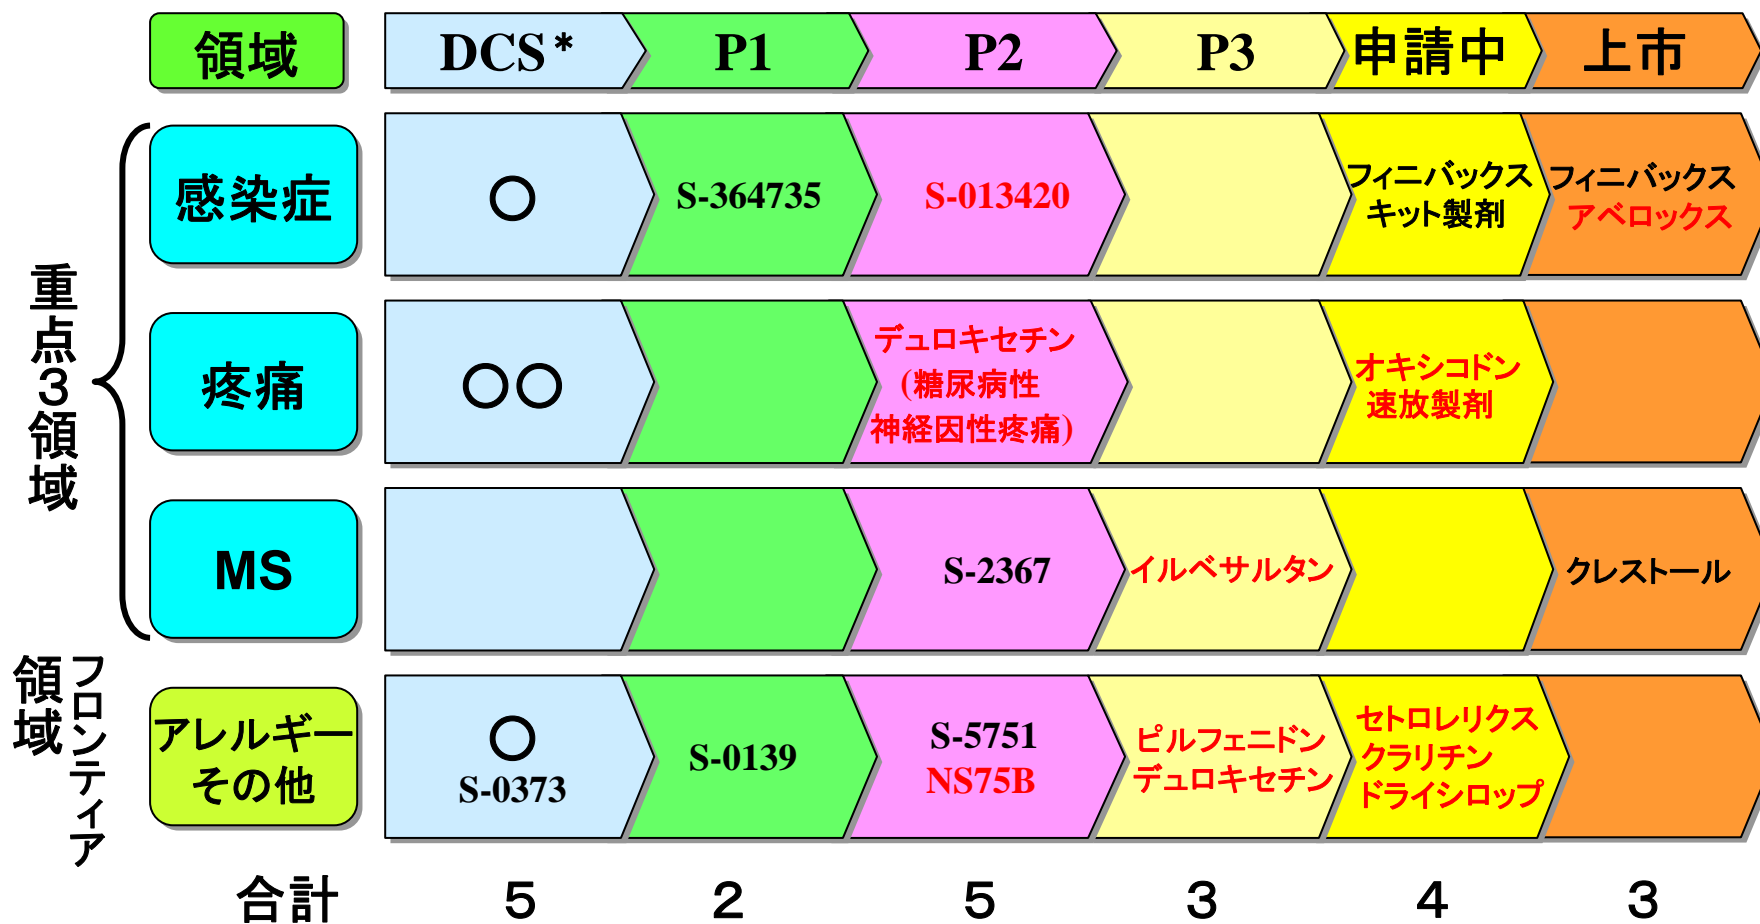 領域
DCS*
P1
P2
P3
申請中
上市
重点3領域
感染症
○
S-364735
S-013420
フィニバックス
キット製剤
フィニバックス
アベロックス
疼痛
○○
デュロキセチン
(糖尿病性
神経因性疼痛)
オキシコドン
速放製剤
MS
S-2367
イルベサルタン
クレストール
フロンティア
領域
アレルギー
その他
○
S-0373
S-0139
S-5751
NS75B
ピルフェニドン
デュロキセチン
セトロレリクス
クラリチン
ドライシロップ
合計
5
2
5
3
4
3